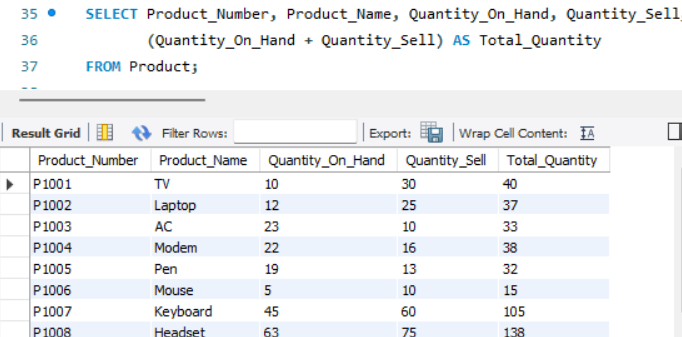 35 SELECT Product_Number, Product_Name, Quantity_On_Hand, Quantity_Sell,
36 (Quantity_On_Hand + Quantity_Sell) AS Total_Quantity
37 FROM Product;
Result Grid Filter Rows: Export: Wrap Cell Content: IA
Product_Number Product_Name Quantity_On_Hand Quantity_Sell Total_Quantity
P1001 TV 10 30 40
P1002 Laptop 12 25 37
P1003 AC 23 10 33
P1004 Modem 22 16 38
P1005 Pen 19 13 32
P1006 Mouse 5 10 15
P1007 Keyboard 45 60 105
P1008 Headset 63 75 138